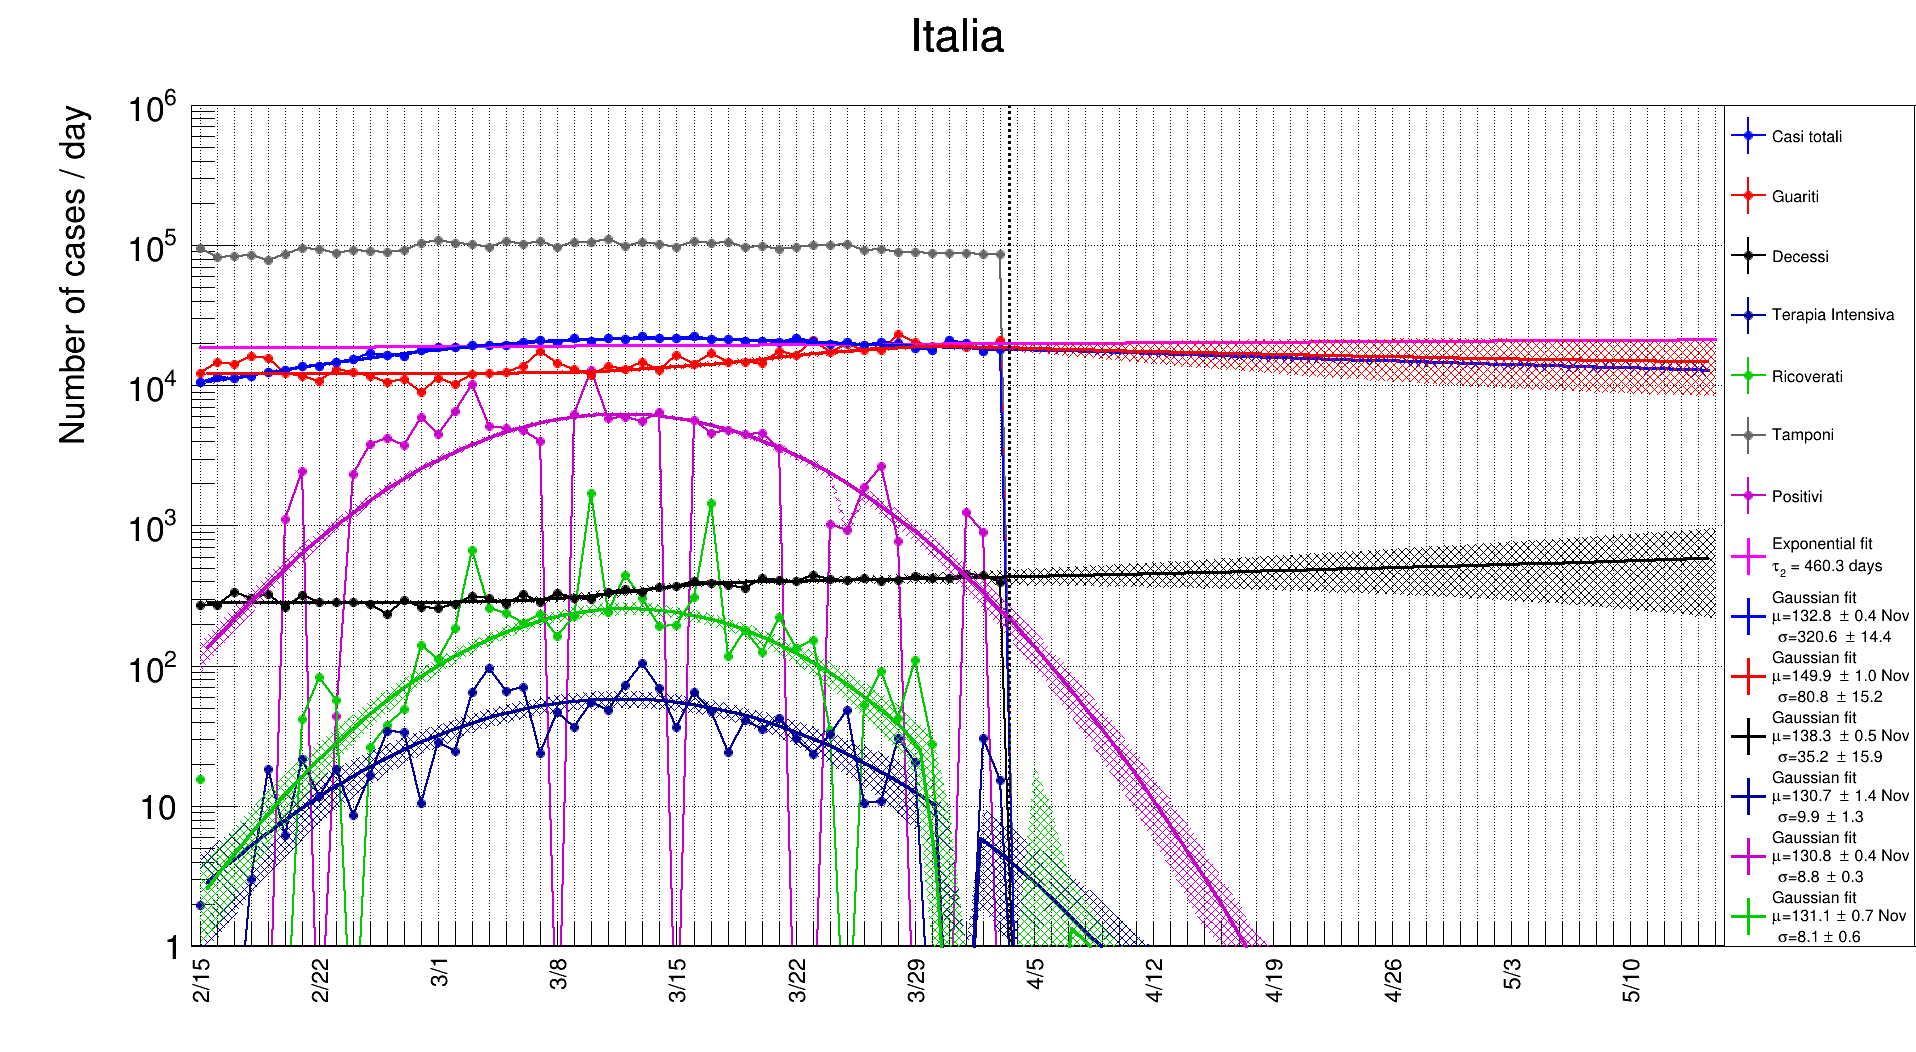 Italia
Number of cases / day
10^6
10^5
10^4
10^3
10^2
10
1
2/15
2/22
3/1
3/8
3/15
3/22
3/29
4/5
4/12
4/19
4/26
5/3
5/10
Casi totali
Guariti
Decessi
Terapia Intensiva
Ricoverati
Tamponi
Positivi
Exponential fit
τ_2 = 460.3 days
Gaussian fit
μ=132.8 ± 0.4 Nov
σ=320.6 ± 14.4
Gaussian fit
μ=149.9 ± 1.0 Nov
σ=80.8 ± 15.2
Gaussian fit
μ=138.3 ± 0.5 Nov
σ=35.2 ± 15.9
Gaussian fit
μ=130.7 ± 1.4 Nov
σ=9.9 ± 1.3
Gaussian fit
μ=130.8 ± 0.4 Nov
σ=8.8 ± 0.3
Gaussian fit
μ=131.1 ± 0.7 Nov
σ=8.1 ± 0.6